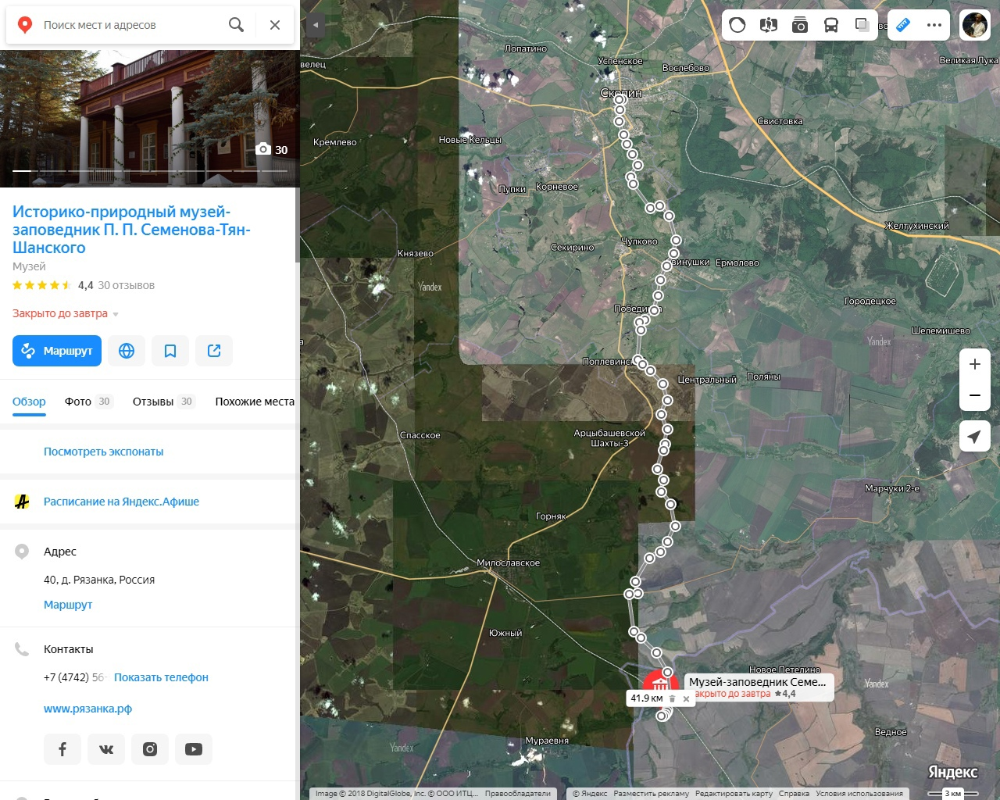 Поиск мест и адресов
30
Историко-природный музей-
заповедник П. П. Семенова-Тян-
Шанского
Музей
4,4 30 отзывов
Закрыто до завтра
Маршрут
Обзор
Фото 30
Отзывы 30
Похожие места
Посмотреть экспонаты
Расписание на Яндекс.Афише
Адрес
40, д. Рязанка, Россия
Маршрут
Контакты
+7 (4742) 56-
Показать телефон
www.рязанка.рф
Лопатино
Успенское
Вослебово
Великая Лука
велец
Скопин
Свистовка
Кремлево
Новые Кельцы
Пупки
Корневое
Желтухинский
Чулково
Секирино
Князево
винушки
Ермолово
Yandex
Городецкое
Победин
Шелемишево
Yandex
Поплевинск
Центральный
Поляны
Спасское
Арцыбашевской
Шахты-3
Марчуки 2-е
Горняк
Милославское
Южный
Новое Петелино
Музей-заповедник Семе...
акрыто до завтра ★4,4
Yandex
41.9 км
Ведное
Мураевня
Yandex
Яндекс
Image © 2018 DigitalGlobe, Inc. © ООО ИТЦ...
Правообладатели
© Яндекс
Разместить рекламу
Редактировать карту
Справка
Условия использования
3 км